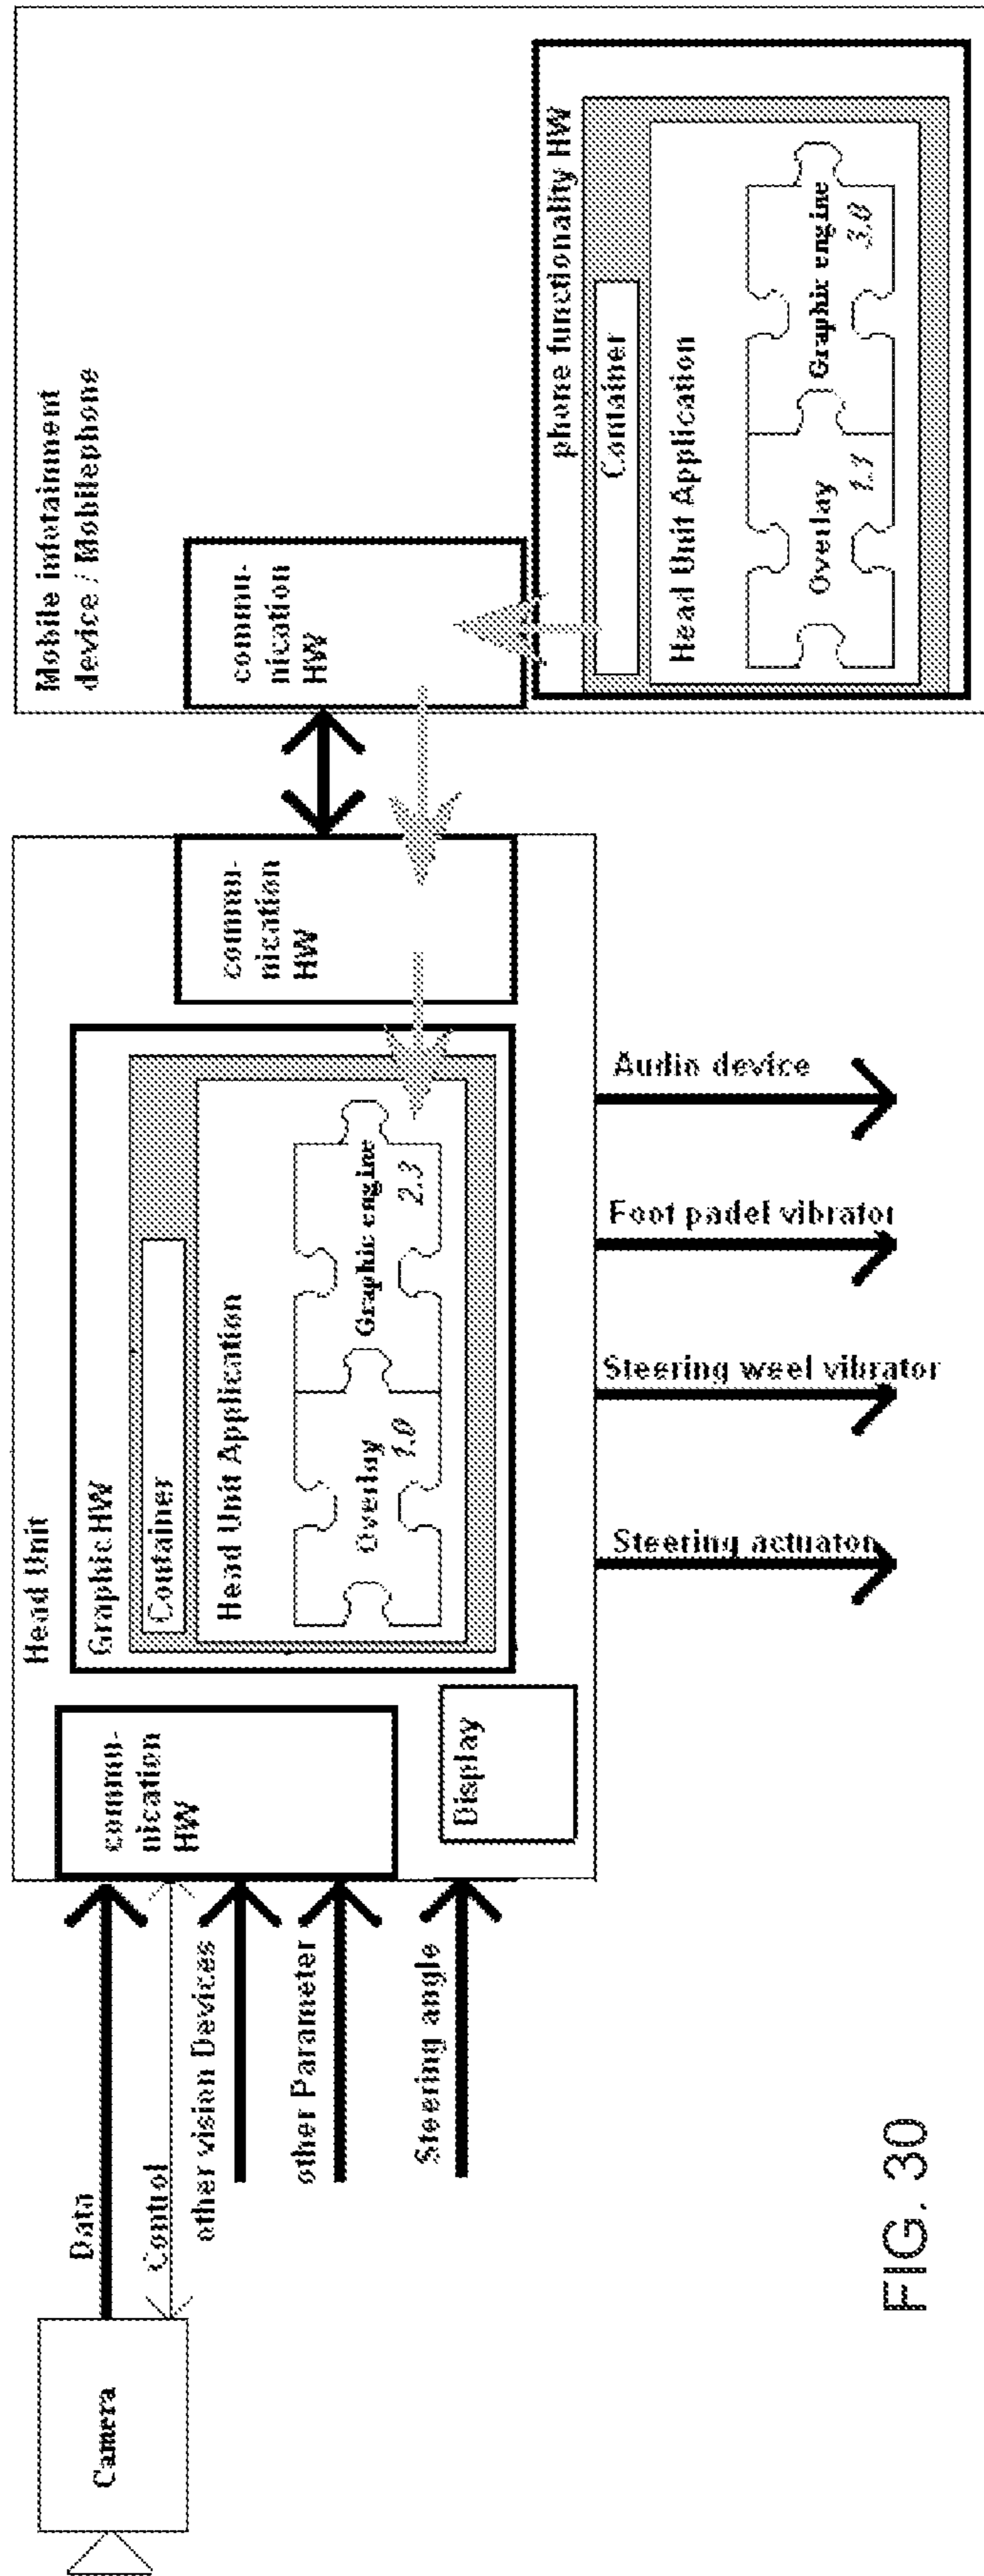 Camera
Data
Control
other vision Devices
other Parameter
Steering angle
Head Unit
commu-
nication
HW
Display
Graphic HW
Container
Head Unit Application
Overlay
1.0
Graphic engine
2.3
commu-
nication
HW
Steering actuator
Steering weel vibrator
Foot padel vibrator
Audio device
Mobile infotainment
device / Mobilephone
commu-
nication
HW
phone functionality HW
Container
Head Unit Application
Overlay
1.1
Graphic engine
3.0
FIG. 30